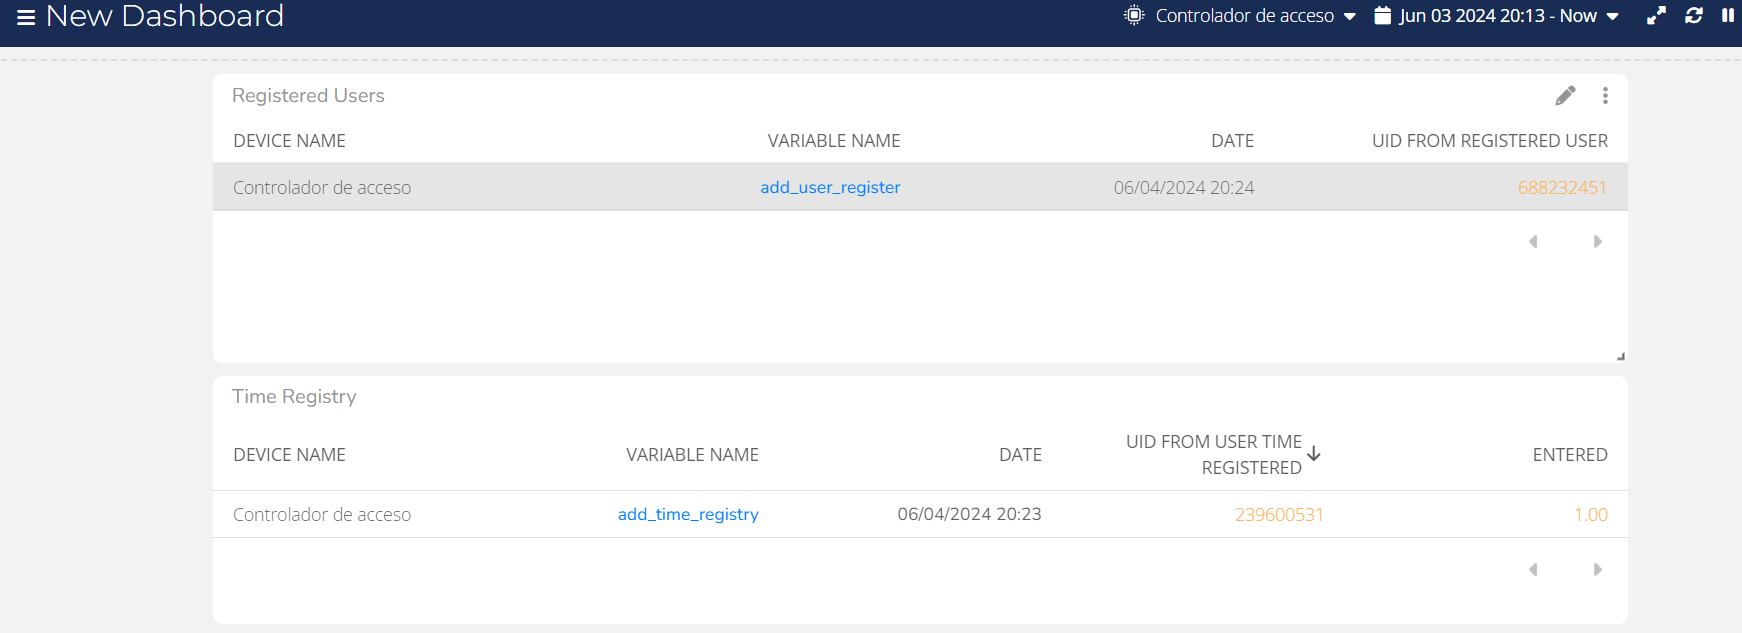 New Dashboard
Controlador de acceso
Jun 03 2024 20:13 - Now
Registered Users
DEVICE NAME VARIABLE NAME DATE UID FROM REGISTERED USER
Controlador de acceso add_user_register 06/04/2024 20:24 688232451
Time Registry
DEVICE NAME VARIABLE NAME DATE UID FROM USER TIME REGISTERED ENTERED
Controlador de acceso add_time_registry 06/04/2024 20:23 239600531 1.00